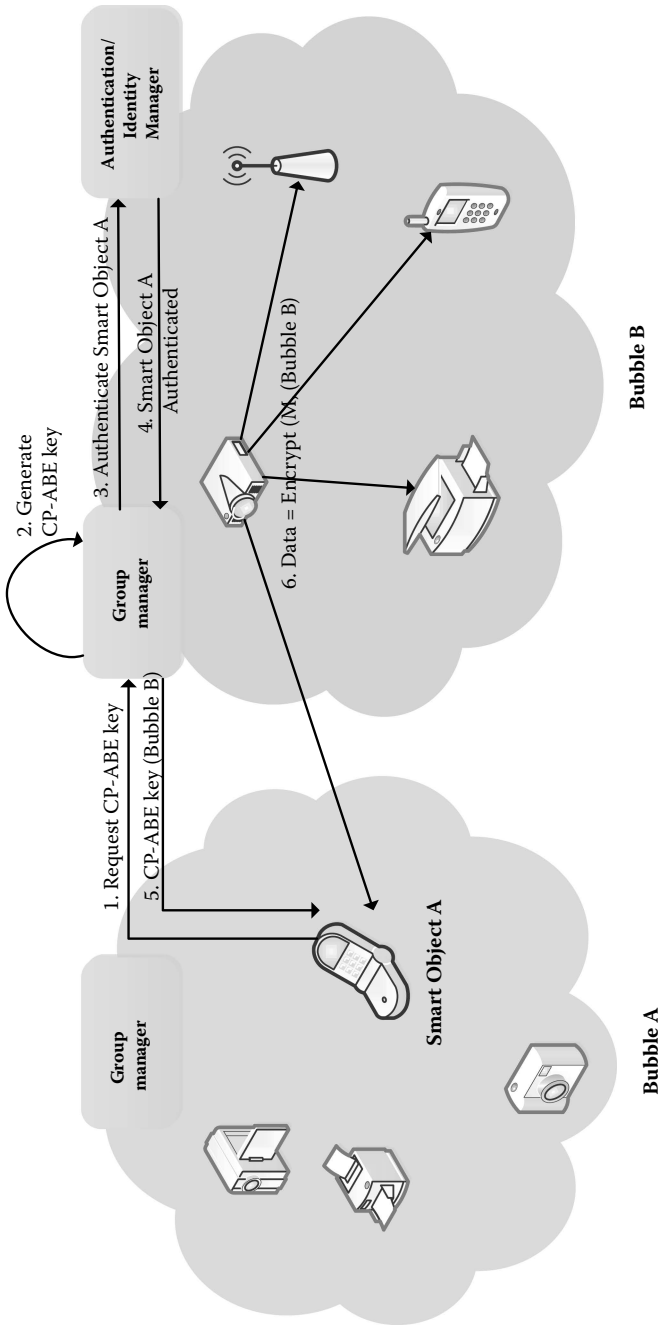 2. Generate
CP-ABE key
Group
manager
1. Request CP-ABE key
5. CP-ABE key (Bubble B)
Group
manager
3. Authenticate Smart Object A
4. Smart Object A
Authenticated
Authentication/
Identity
Manager
6. Data = Encrypt (M, (Bubble B)
Smart Object A
Bubble A
Bubble B